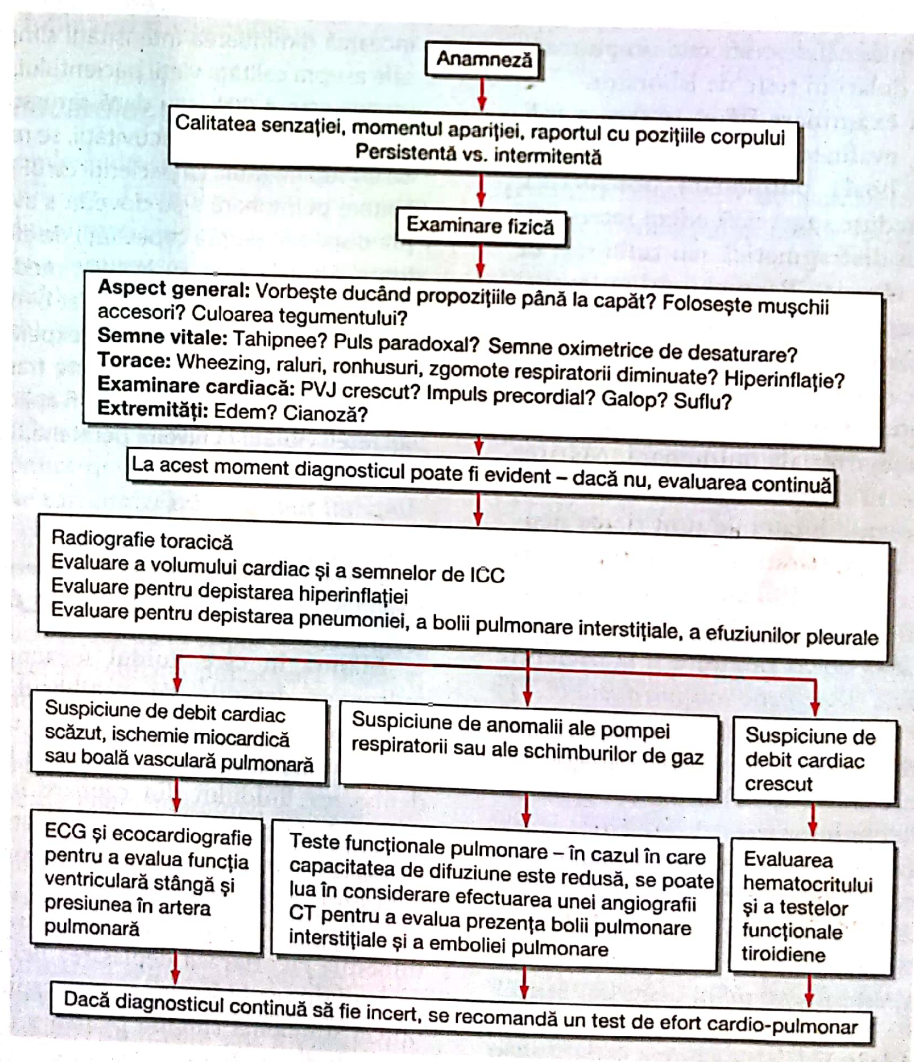 Anamneză
Calitatea senzației, momentul apariției, raportul cu pozițiile corpului
Persistentă vs. intermitentă
Examinare fizică
Aspect general: Vorbește ducând propozițiile până la capăt? Folosește mușchii
accesori? Culoarea tegumentului?
Semne vitale: Tahipnee? Puls paradoxal? Semne oximetrice de desaturare?
Torace: Wheezing, raluri, ronhusuri, zgomote respiratorii diminuate? Hiperinflație?
Examinare cardiacă: PVJ crescut? Impuls precordial? Galop? Suflu?
Extremități: Edem? Cianoză?
La acest moment diagnosticul poate fi evident – dacă nu, evaluarea continuă
Radiografie toracică
Evaluare a volumului cardiac și a semnelor de ICC
Evaluare pentru depistarea hiperinflației
Evaluare pentru depistarea pneumoniei, a bolii pulmonare interstițiale, a efuziunilor pleurale
Suspiciune de debit cardiac
scăzut, ischemie miocardică
sau boală vasculară pulmonară
Suspiciune de anomalii ale pompei
respiratorii sau ale schimburilor de gaz
Suspiciune de
debit cardiac
crescut
ECG și ecocardiografie
pentru a evalua funcția
ventriculară stângă și
presiunea în artera
pulmonară
Teste funcționale pulmonare – în cazul în care
capacitatea de difuziune este redusă, se poate
lua în considerare efectuarea unei angiografii
CT pentru a evalua prezența bolii pulmonare
interstițiale și a emboliei pulmonare
Evaluarea
hematocritului
și a testelor
funcționale
tiroidiene
Dacă diagnosticul continuă să fie incert, se recomandă un test de efort cardio-pulmonar